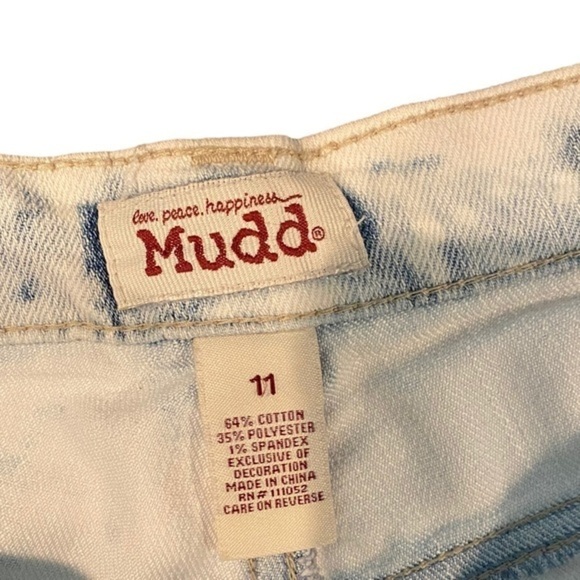 love. peace. happiness
Mudd®
11
64% COTTON
35% POLYESTER
1% SPANDEX
EXCLUSIVE OF
DECORATION
MADE IN CHINA
RN# 111052
CARE ON REVERSE